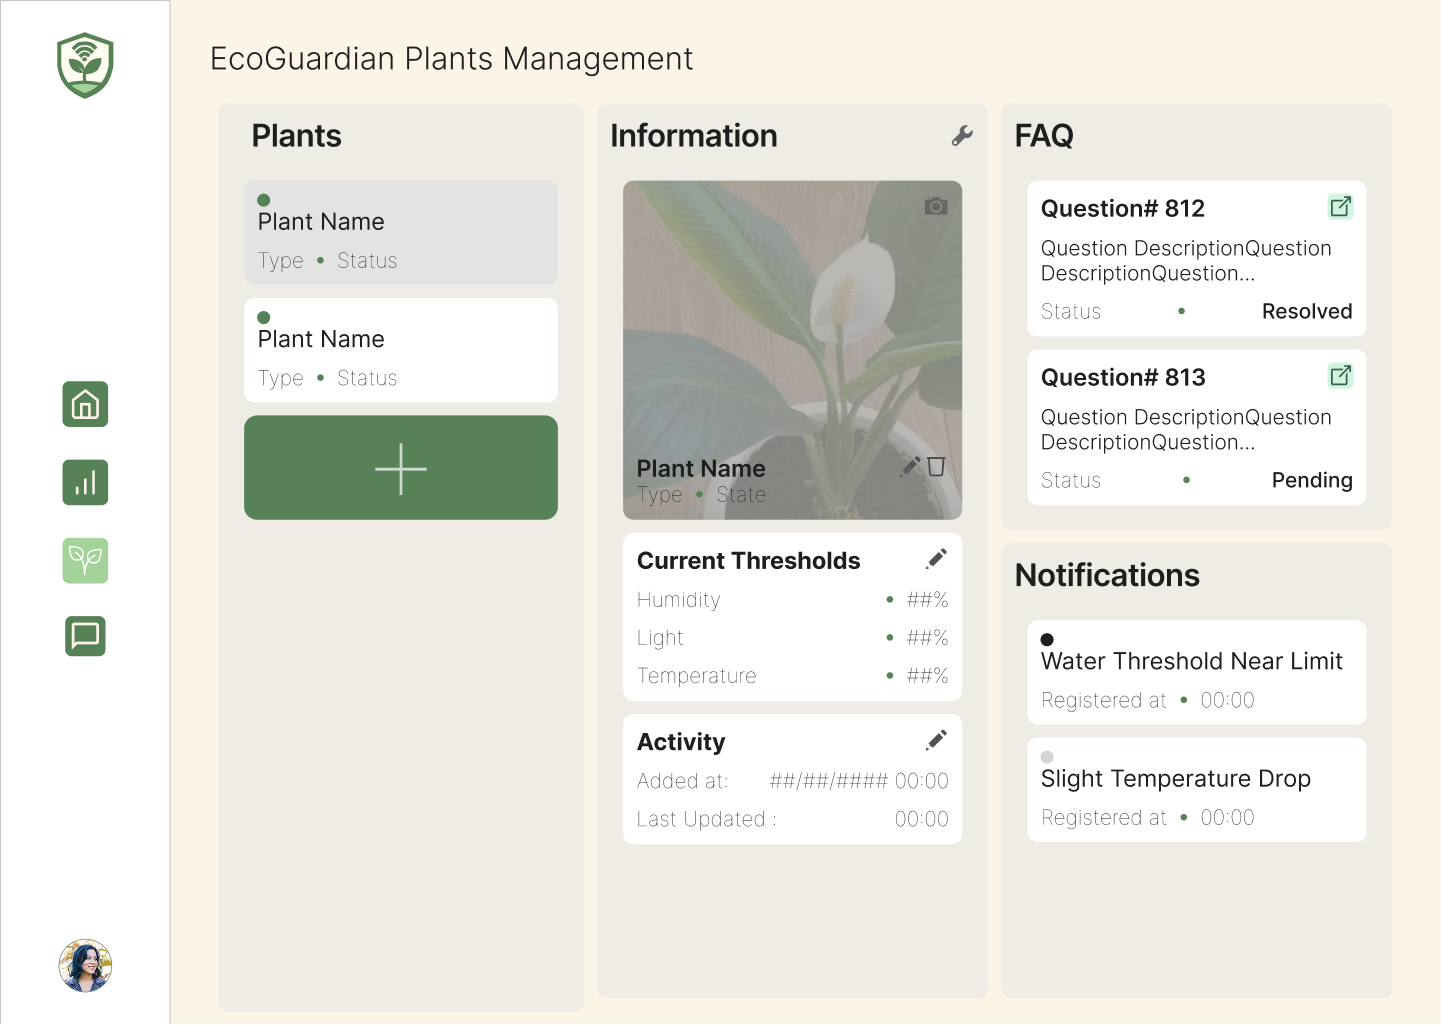 EcoGuardian Plants Management
Plants
Plant Name
Type • Status
Plant Name
Type • Status
Information
Plant Name
Type • State
Current Thresholds
Humidity • ##%
Light • ##%
Temperature • ##%
Activity
Added at: ##/##/#### 00:00
Last Updated : 00:00
FAQ
Question# 812
Question DescriptionQuestion
DescriptionQuestion...
Status • Resolved
Question# 813
Question DescriptionQuestion
DescriptionQuestion...
Status • Pending
Notifications
Water Threshold Near Limit
Registered at • 00:00
Slight Temperature Drop
Registered at • 00:00